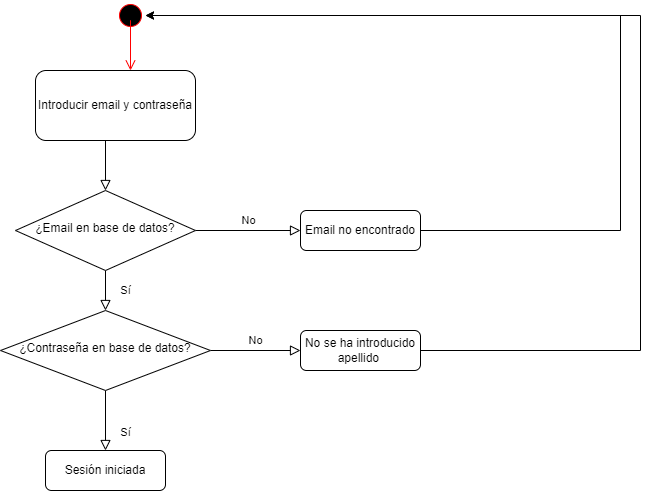 Introducir email y contraseña
¿Email en base de datos?
No
Email no encontrado
Sí
¿Contraseña en base de datos?
No
No se ha introducido
apellido
Sí
Sesión iniciada